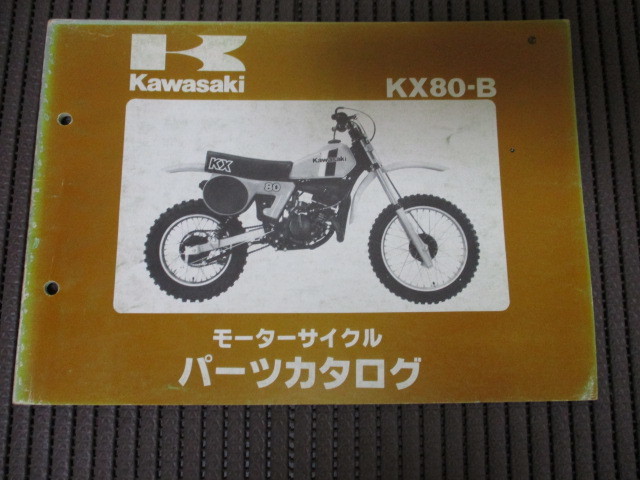 Kawasaki
KX80-B
KX
80
Kawasaki
モーターサイクル
パーツカタログ